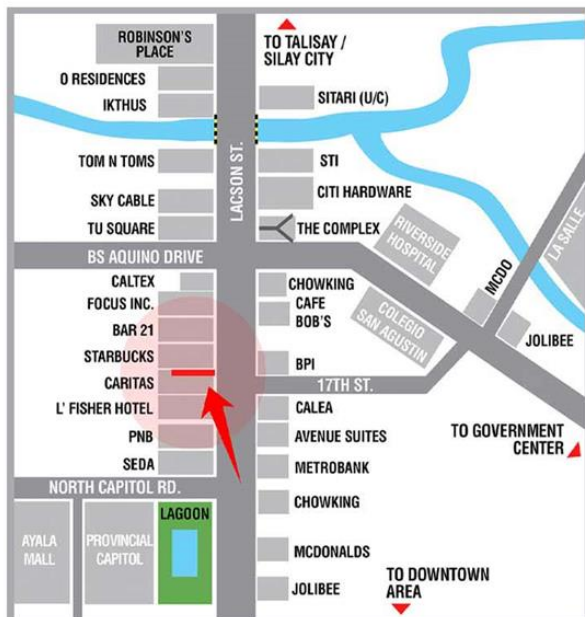 ROBINSON'S
PLACE
TO TALISAY /
SILAY CITY
O RESIDENCES
IKTHUS
SITARI (U/C)
LACSON ST.
TOM N TOMS
STI
CITI HARDWARE
SKY CABLE
TU SQUARE
THE COMPLEX
RIVERSIDE
HOSPITAL
LA SALLE
BS AQUINO DRIVE
CALTEX
CHOWKING
MCDO
FOCUS INC.
CAFE
BOB'S
COLEGIO
SAN AGUSTIN
BAR 21
JOLIBEE
STARBUCKS
BPI
CARITAS
17TH ST.
L' FISHER HOTEL
CALEA
PNB
AVENUE SUITES
TO GOVERNMENT
CENTER
SEDA
METROBANK
NORTH CAPITOL RD.
CHOWKING
LAGOON
AYALA
MALL
PROVINCIAL
CAPITOL
MCDONALDS
TO DOWNTOWN
AREA
JOLIBEE